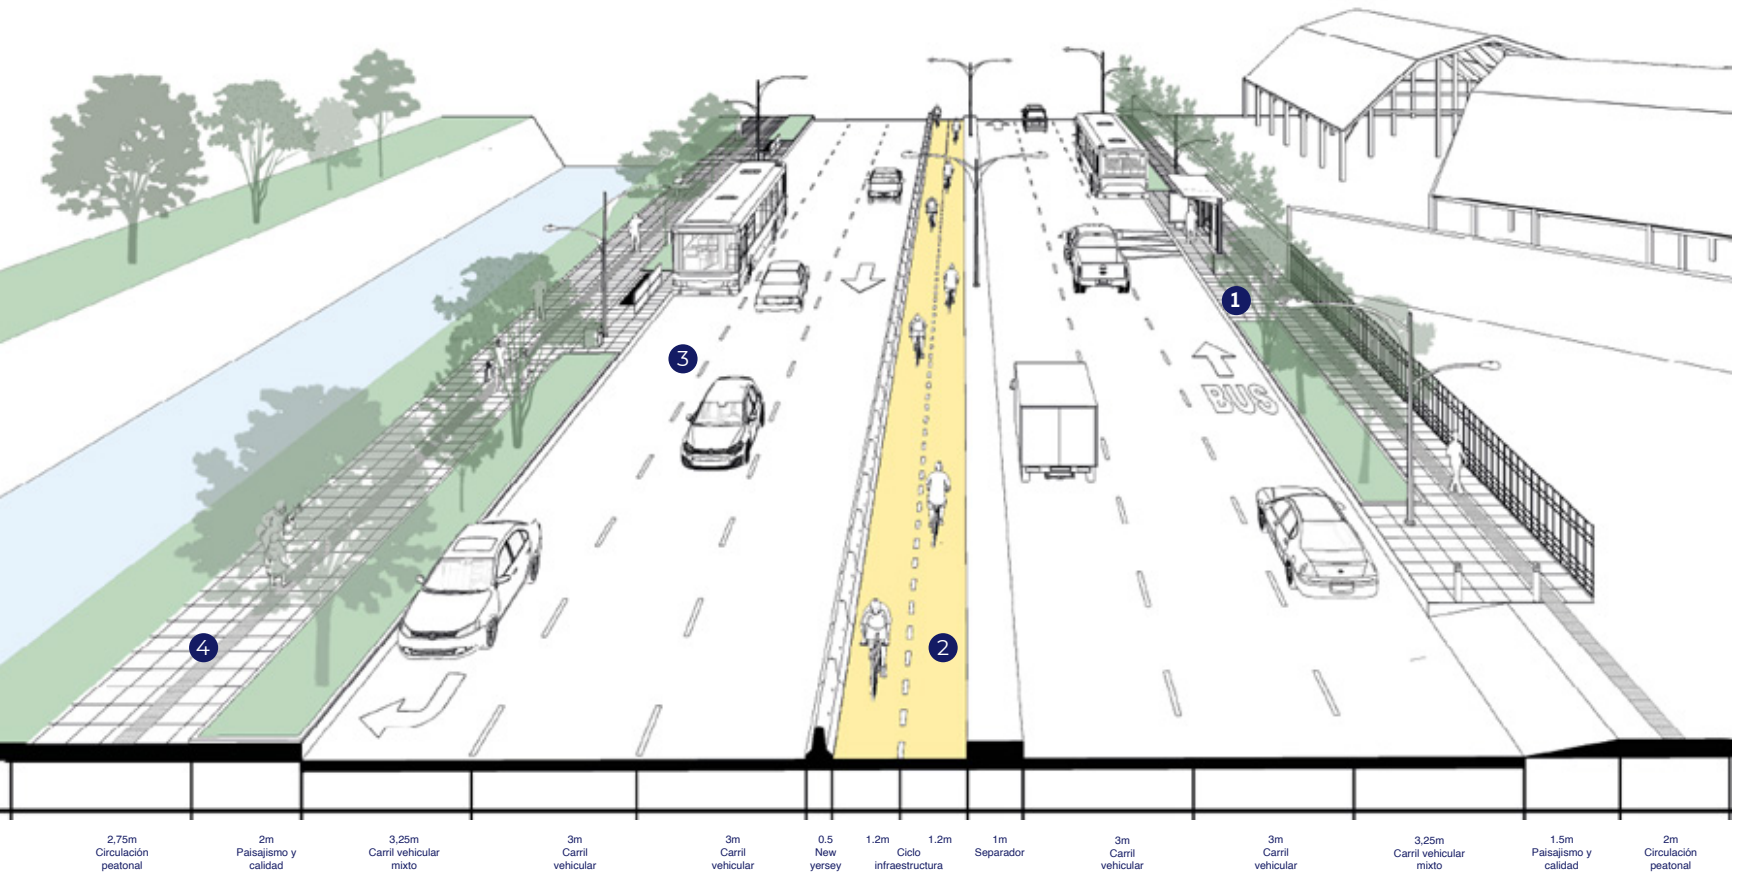 1
3
BUS
4
2
2,75m
Circulación
peatonal
2m
Paisajismo y
calidad
3,25m
Carril vehicular
mixto
3m
Carril
vehicular
3m
Carril
vehicular
0.5
New
yersey
1.2m 1.2m
Ciclo
infraestructura
1m
Separador
3m
Carril
vehicular
3m
Carril
vehicular
3,25m
Carril vehicular
mixto
1.5m
Paisajismo y
calidad
2m
Circulación
peatonal